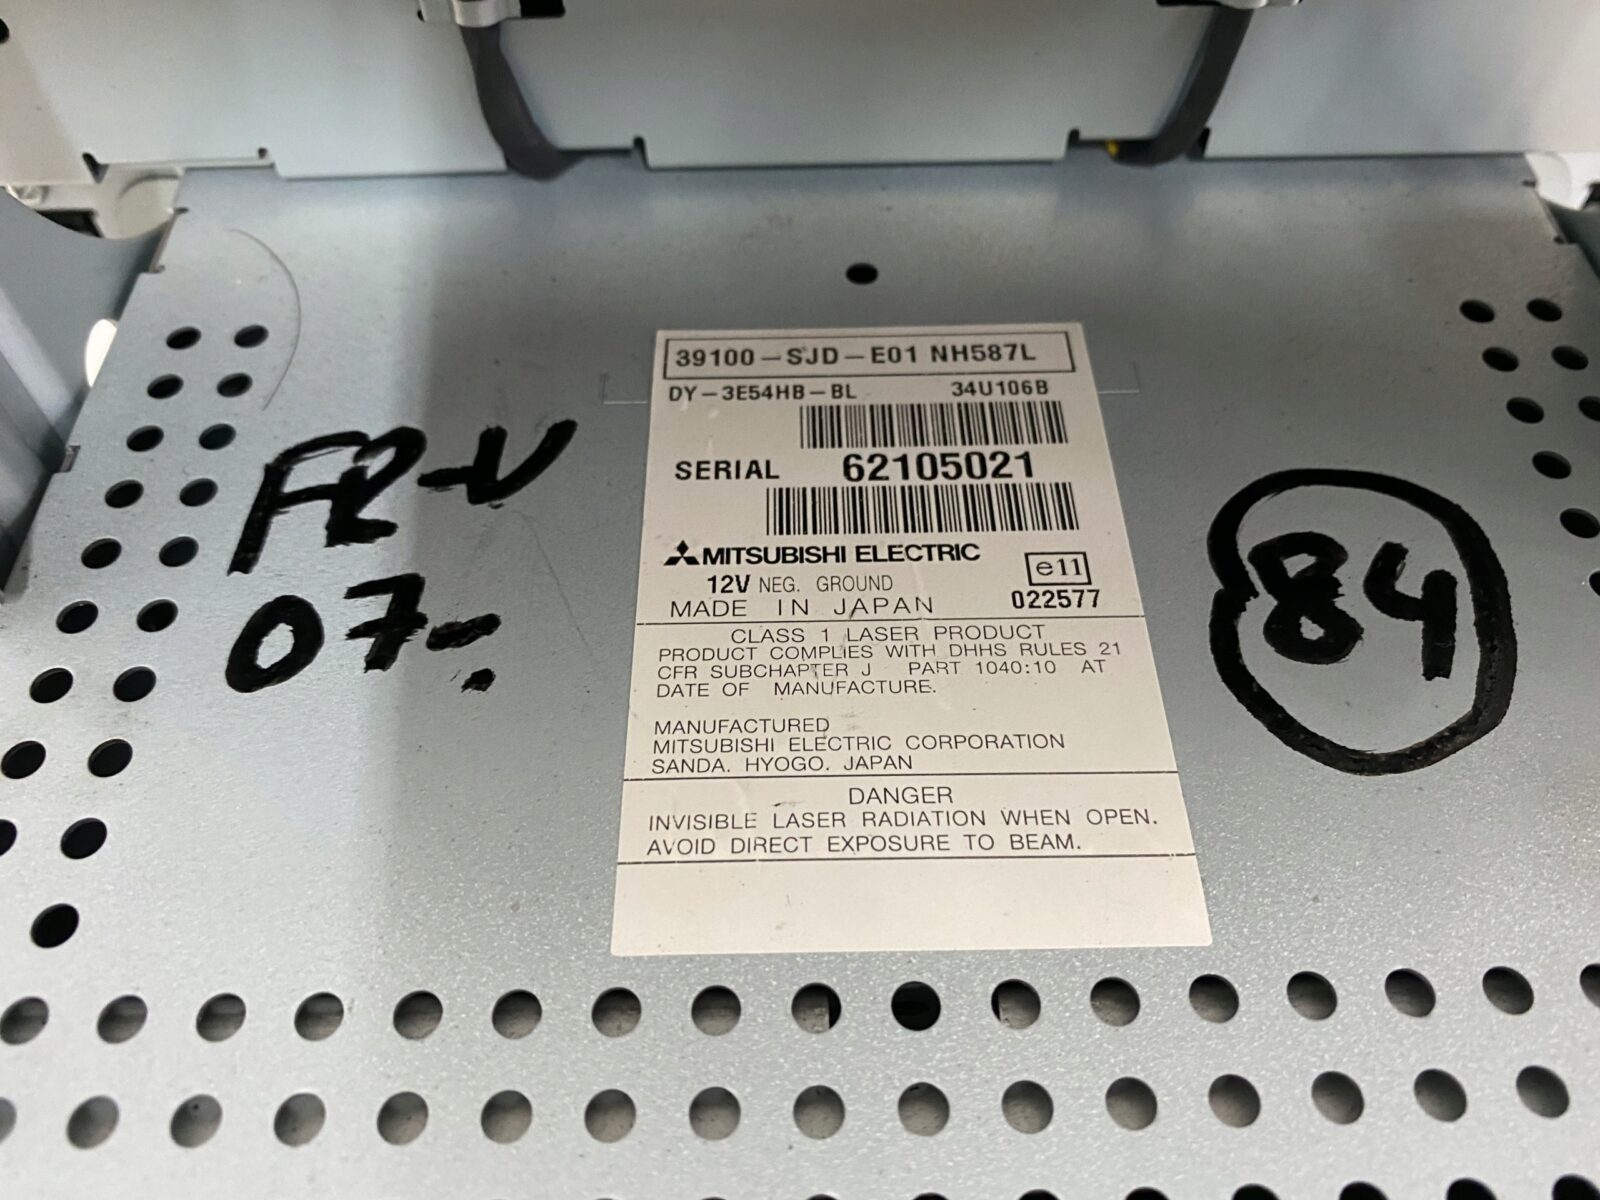 39100-SJD-E01 NH587L
DY-3E54HB-BL 34U106B
SERIAL 62105021
MITSUBISHI ELECTRIC
12V NEG. GROUND e11
MADE IN JAPAN 022577
CLASS 1 LASER PRODUCT
PRODUCT COMPLIES WITH DHHS RULES 21
CFR SUBCHAPTER J PART 1040:10 AT
DATE OF MANUFACTURE.
MANUFACTURED
MITSUBISHI ELECTRIC CORPORATION
SANDA. HYOGO. JAPAN
DANGER
INVISIBLE LASER RADIATION WHEN OPEN.
AVOID DIRECT EXPOSURE TO BEAM.
FR-V
07-.
84